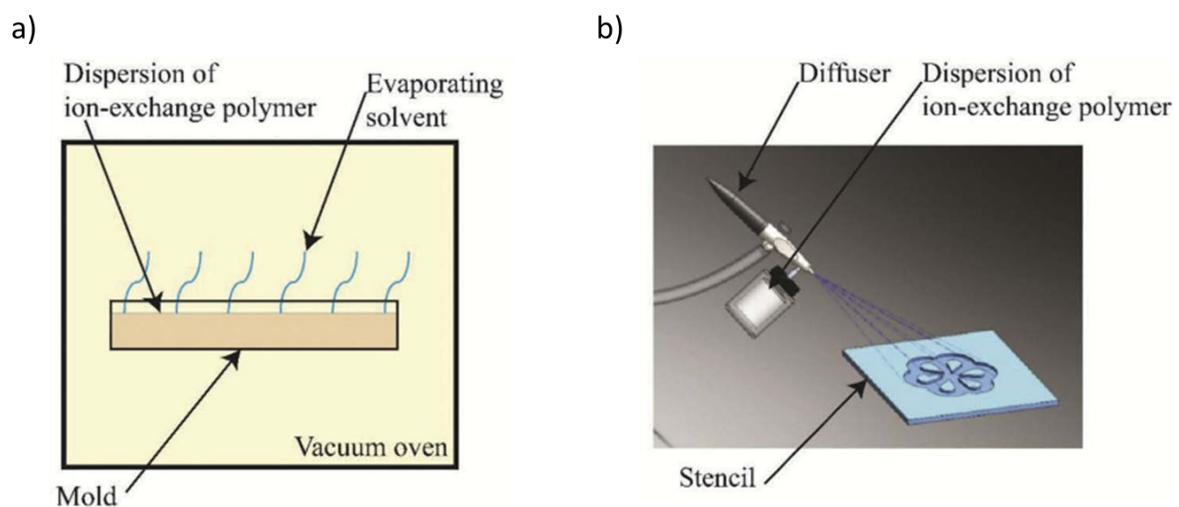 a)
Dispersion of
ion-exchange polymer
Evaporating
solvent
Vacuum oven
Mold
b)
Diffuser
Dispersion of
ion-exchange polymer
Stencil